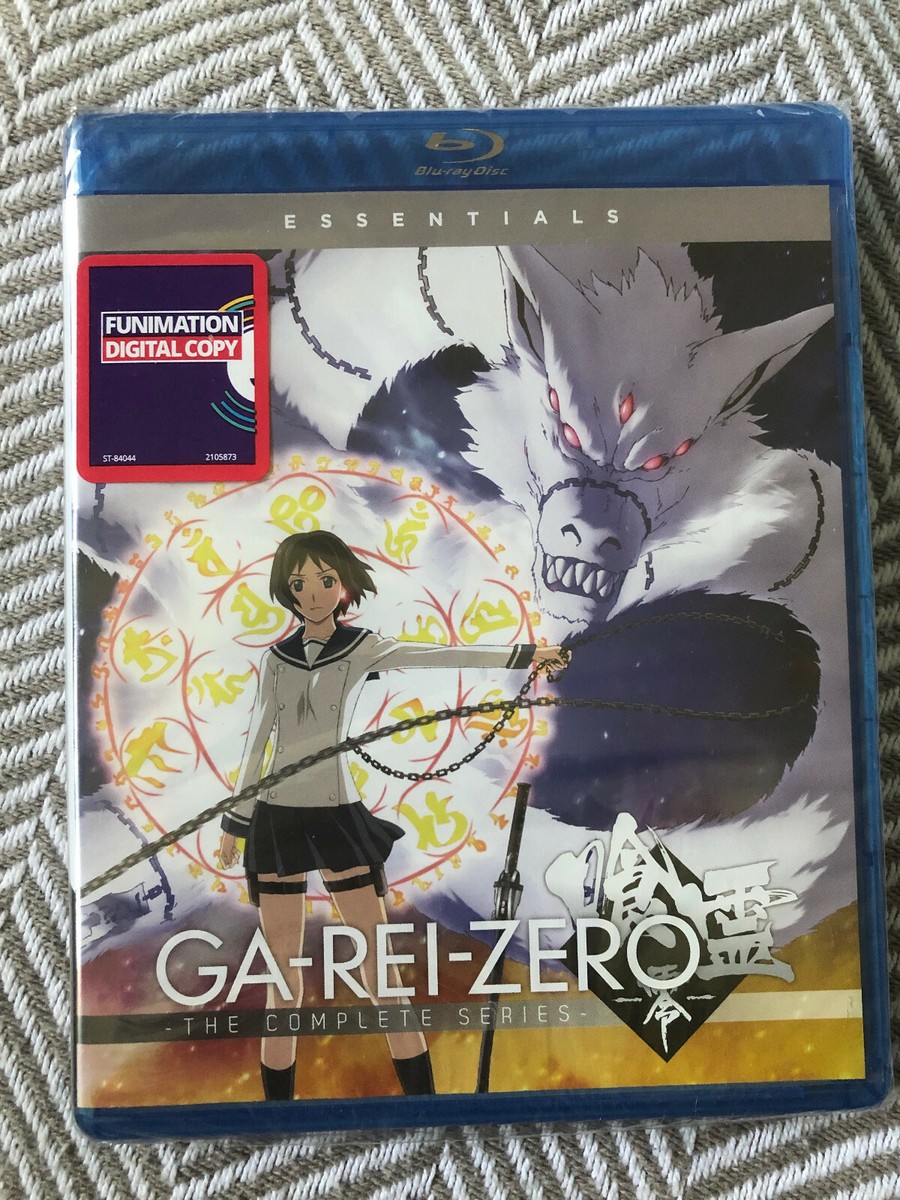 Blu-ray Disc
ESSENTIALS
FUNIMATION
DIGITAL COPY
ST-84044 2105873
喰霊
GA-REI-ZERO
零
-THE COMPLETE SERIES-